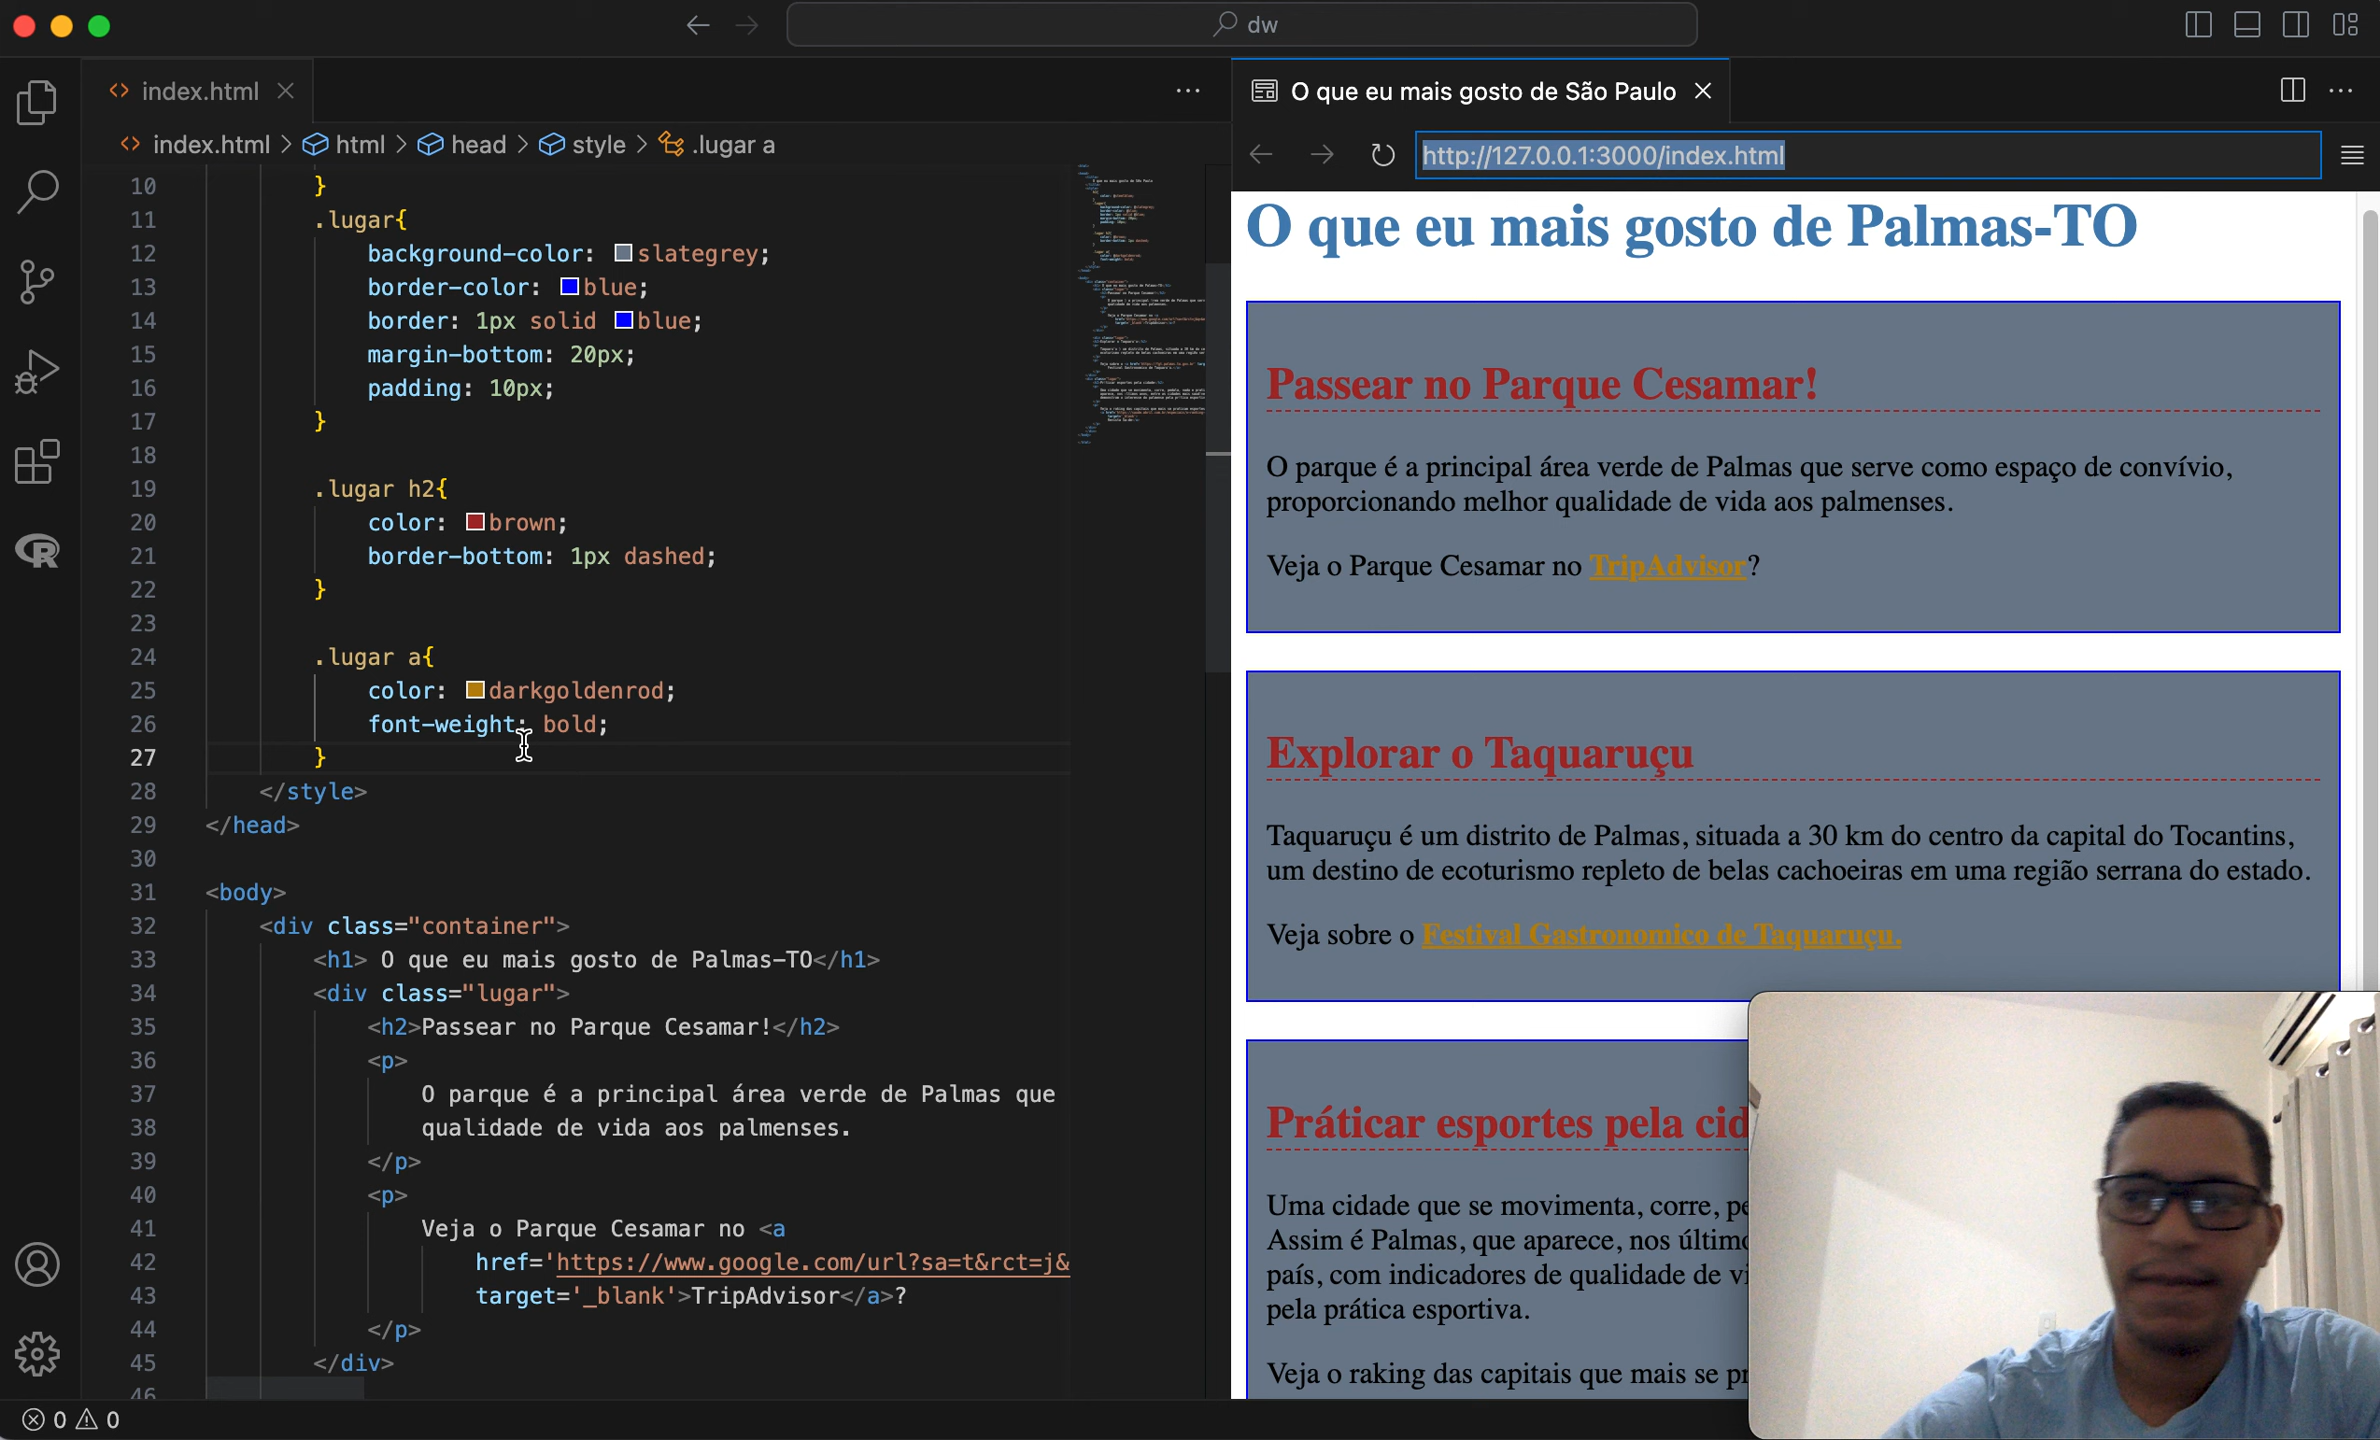 dw
index.html
O que eu mais gosto de São Paulo
index.html > html > head > style > .lugar a
http://127.0.0.1:3000/index.html
10 }
11 .lugar{
12 background-color: slategrey;
13 border-color: blue;
14 border: 1px solid blue;
15 margin-bottom: 20px;
16 padding: 10px;
17 }
18
19 .lugar h2{
20 color: brown;
21 border-bottom: 1px dashed;
22 }
23
24 .lugar a{
25 color: darkgoldenrod;
26 font-weight: bold;
27 }
28 </style>
29 </head>
30
31 <body>
32 <div class="container">
33 <h1> O que eu mais gosto de Palmas-TO</h1>
34 <div class="lugar">
35 <h2>Passear no Parque Cesamar!</h2>
36 <p>
37 O parque é a principal área verde de Palmas que
38 qualidade de vida aos palmenses.
39 </p>
40 <p>
41 Veja o Parque Cesamar no <a
42 href='https://www.google.com/url?sa=t&rct=j&
43 target='_blank'>TripAdvisor</a>?
44 </p>
45 </div>
46
0 0
O que eu mais gosto de Palmas-TO
Passear no Parque Cesamar!
O parque é a principal área verde de Palmas que serve como espaço de convívio,
proporcionando melhor qualidade de vida aos palmenses.
Veja o Parque Cesamar no TripAdvisor?
Explorar o Taquaruçu
Taquaruçu é um distrito de Palmas, situada a 30 km do centro da capital do Tocantins,
um destino de ecoturismo repleto de belas cachoeiras em uma região serrana do estado.
Veja sobre o Festival Gastronomico de Taquaruçu.
Práticar esportes pela cid
Uma cidade que se movimenta, corre, pe
Assim é Palmas, que aparece, nos último
país, com indicadores de qualidade de vi
pela prática esportiva.
Veja o raking das capitais que mais se pr